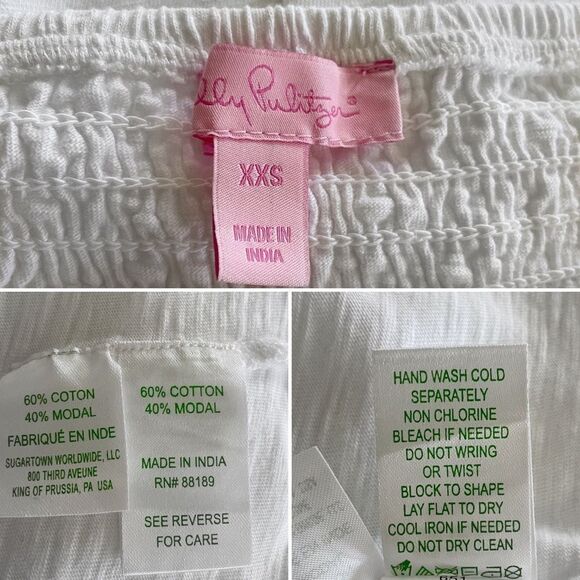 Lilly Pulitzer
XXS
MADE IN
INDIA
60% COTON
40% MODAL
FABRIQUÉ EN INDE
SUGARTOWN WORLDWIDE, LLC
800 THIRD AVEUNE
KING OF PRUSSIA, PA USA
60% COTTON
40% MODAL
MADE IN INDIA
RN# 88189
SEE REVERSE
FOR CARE
HAND WASH COLD
SEPARATELY
NON CHLORINE
BLEACH IF NEEDED
DO NOT WRING
OR TWIST
BLOCK TO SHAPE
LAY FLAT TO DRY
COOL IRON IF NEEDED
DO NOT DRY CLEAN